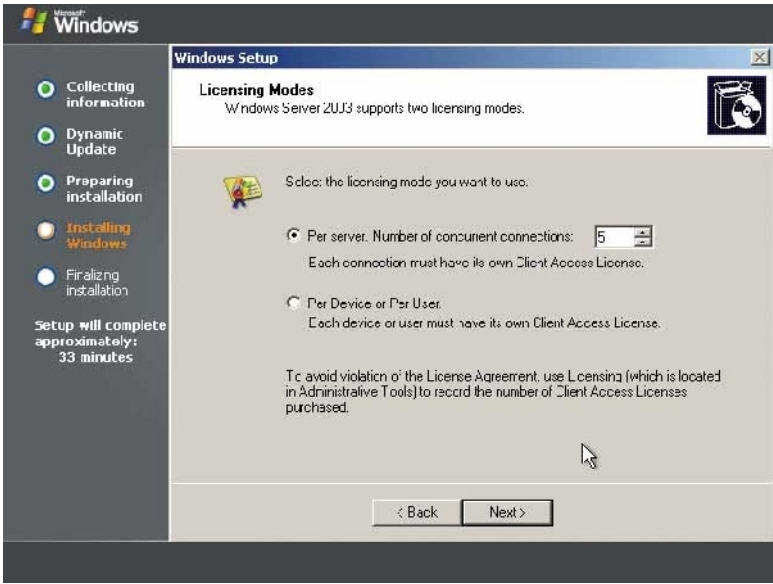 Microsoft
Windows
Collecting
information
Dynamic
Update
Preparing
installation
Installing
Windows
Finalizing
installation
Setup will complete
approximately:
33 minutes
Windows Setup
Licensing Modes
Windows Server 2003 supports two licensing modes.
Select the licensing mode you want to use.
Per server. Number of concurrent connections: 5
Each connection must have its own Client Access License.
Per Device or Per User.
Each device or user must have its own Client Access License.
To avoid violation of the License Agreement, use Licensing (which is located
in Administrative Tools) to record the number of Client Access Licenses
purchased.
< Back Next >